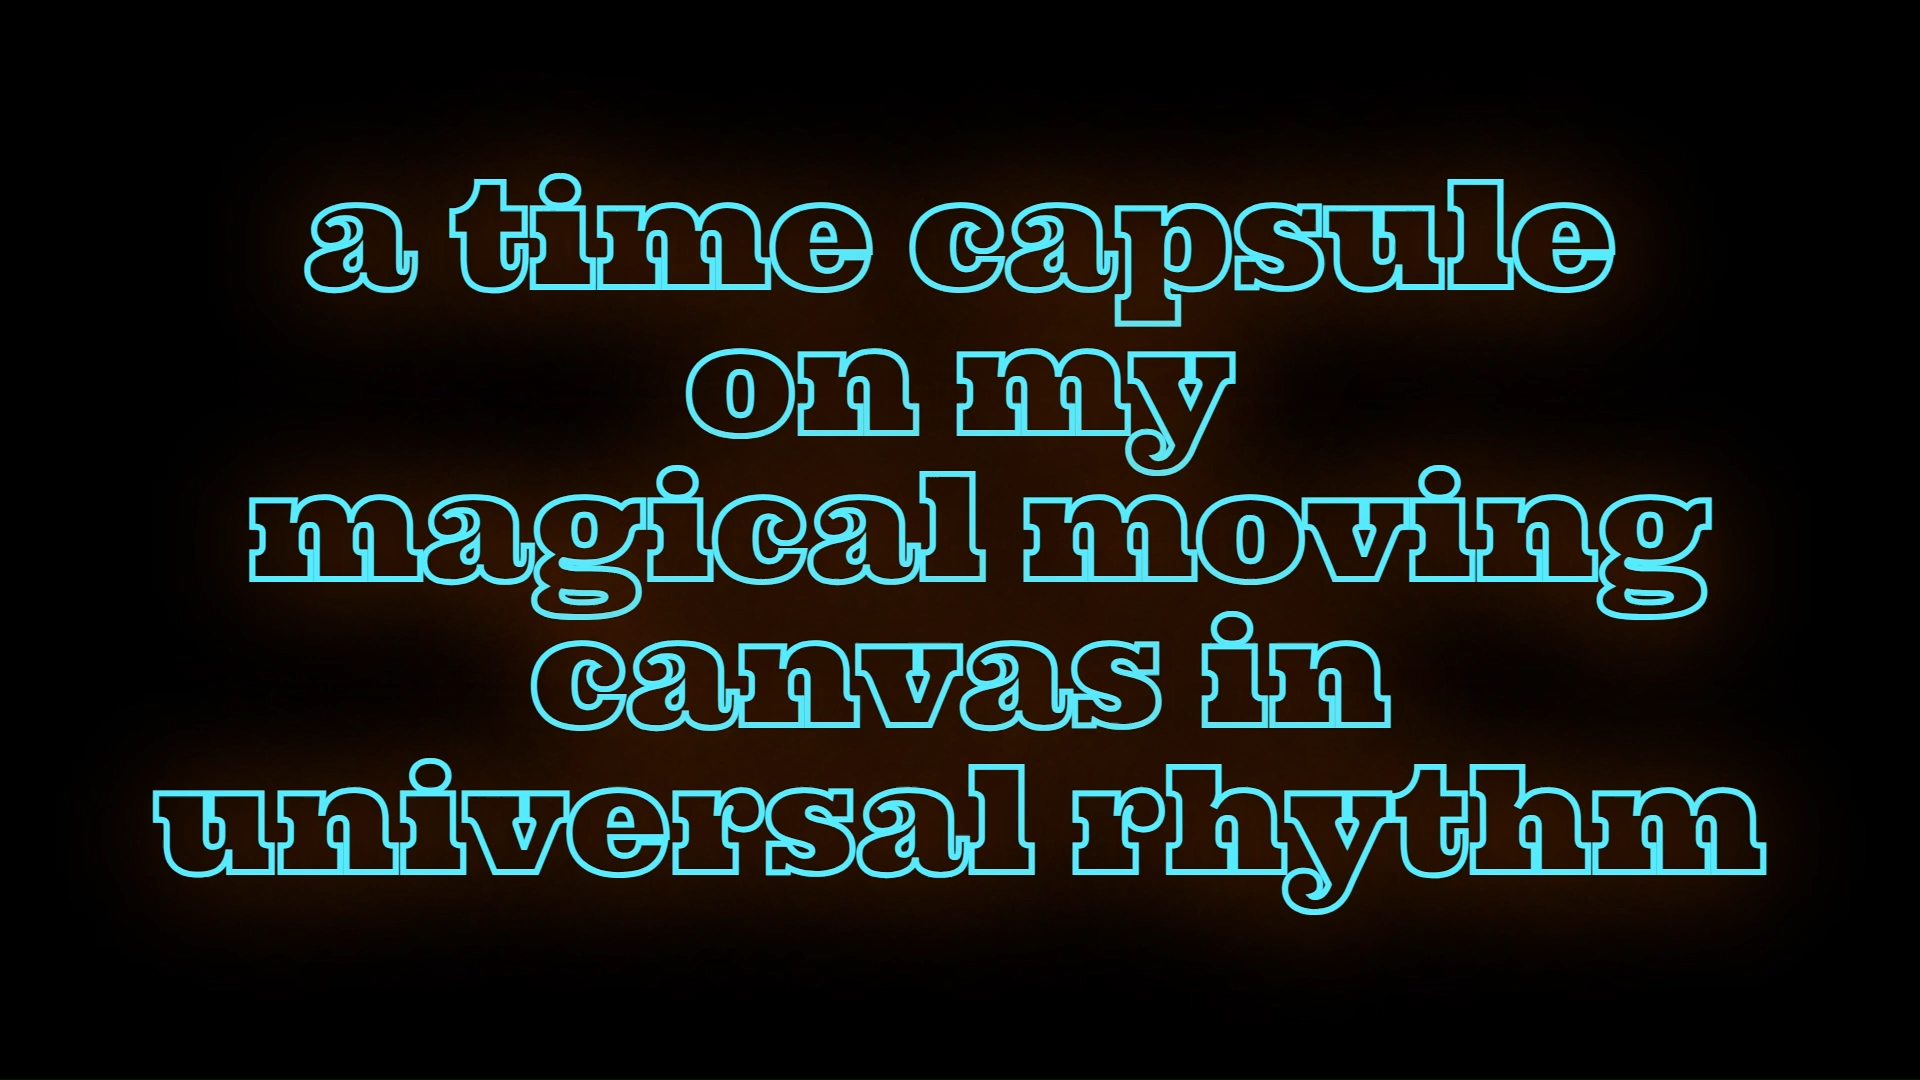 a time capsule
on my
magical moving
canvas in
universal rhythm